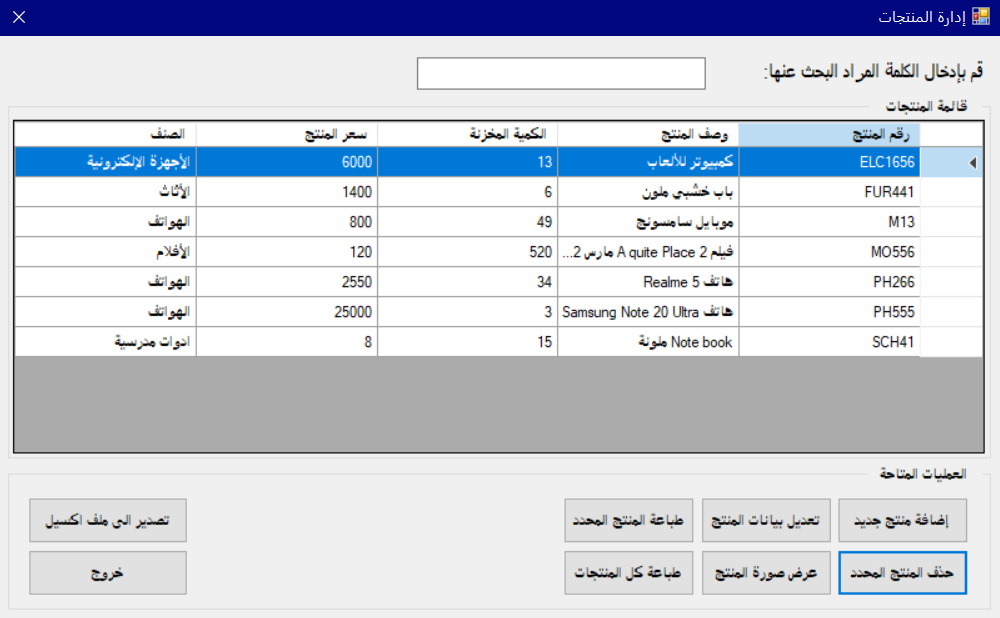 إدارة المنتجات
قم بإدخال الكلمة المراد البحث عنها:
قائمة المنتجات
رقم المنتج وصف المنتج الكمية المخزنة سعر المنتج الصنف
ELC1656 كمبيوتر للألعاب 13 6000 الأجهزة الإلكترونية
FUR441 باب خشبي ملون 6 1400 الأثاث
M13 موبايل سامسونج 49 800 الهواتف
MO556 فيلم A quite Place 2 مارس 2... 520 120 الأفلام
PH266 هاتف Realme 5 34 2550 الهواتف
PH555 هاتف Samsung Note 20 Ultra 3 25000 الهواتف
SCH41 Note book ملونة 15 8 ادوات مدرسية
العمليات المتاحة
إضافة منتج جديد تعديل بيانات المنتج طباعة المنتج المحدد تصدير الى ملف اكسيل
حذف المنتج المحدد عرض صورة المنتج طباعة كل المنتجات خروج